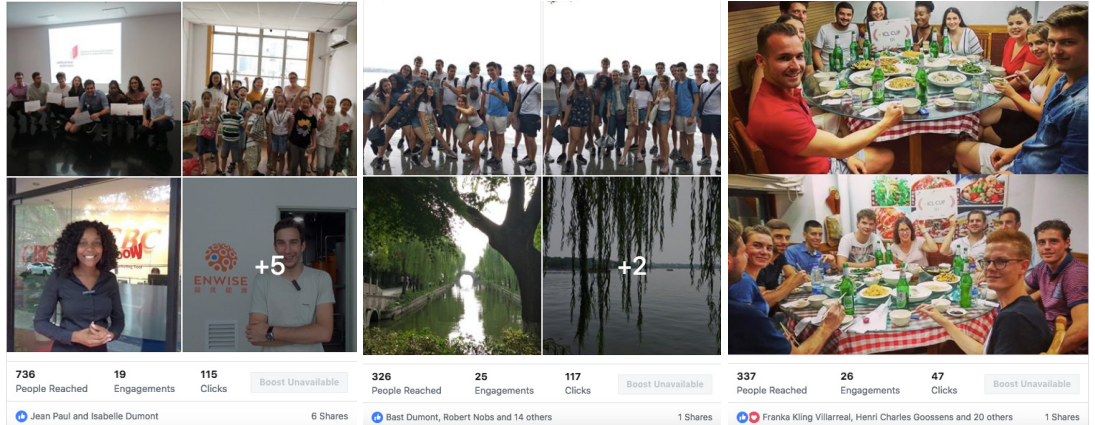 CBC
ENWISE
+5
736
People Reached
19
Engagements
115
Clicks
Boost Unavailable
Jean Paul and Isabelle Dumont
6 Shares
+2
326
People Reached
25
Engagements
117
Clicks
Boost Unavailable
Bast Dumont, Robert Nobs and 14 others
1 Shares
ICL CUP
ICL CUP
337
People Reached
26
Engagements
47
Clicks
Boost Unavailable
Franka Kling Villarreal, Henri Charles Goossens and 20 others
1 Shares